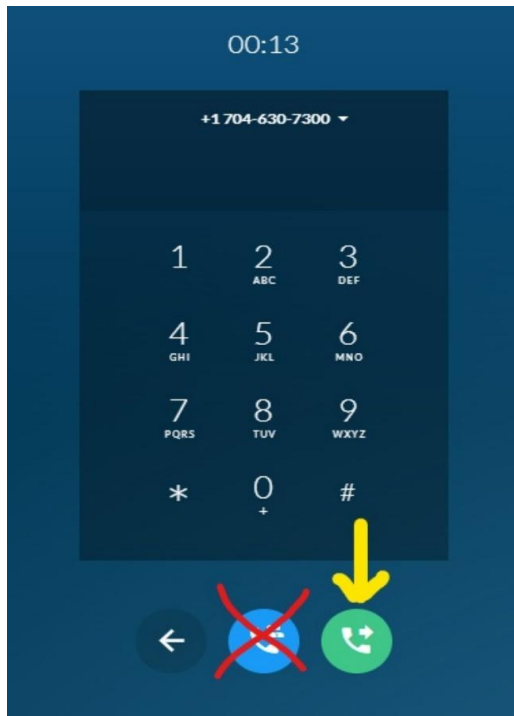 00:13
+1 704-630-7300
1 2 3
ABC DEF
4 5 6
GHI JKL MNO
7 8 9
PQRS TUV WXYZ
* 0 #
+